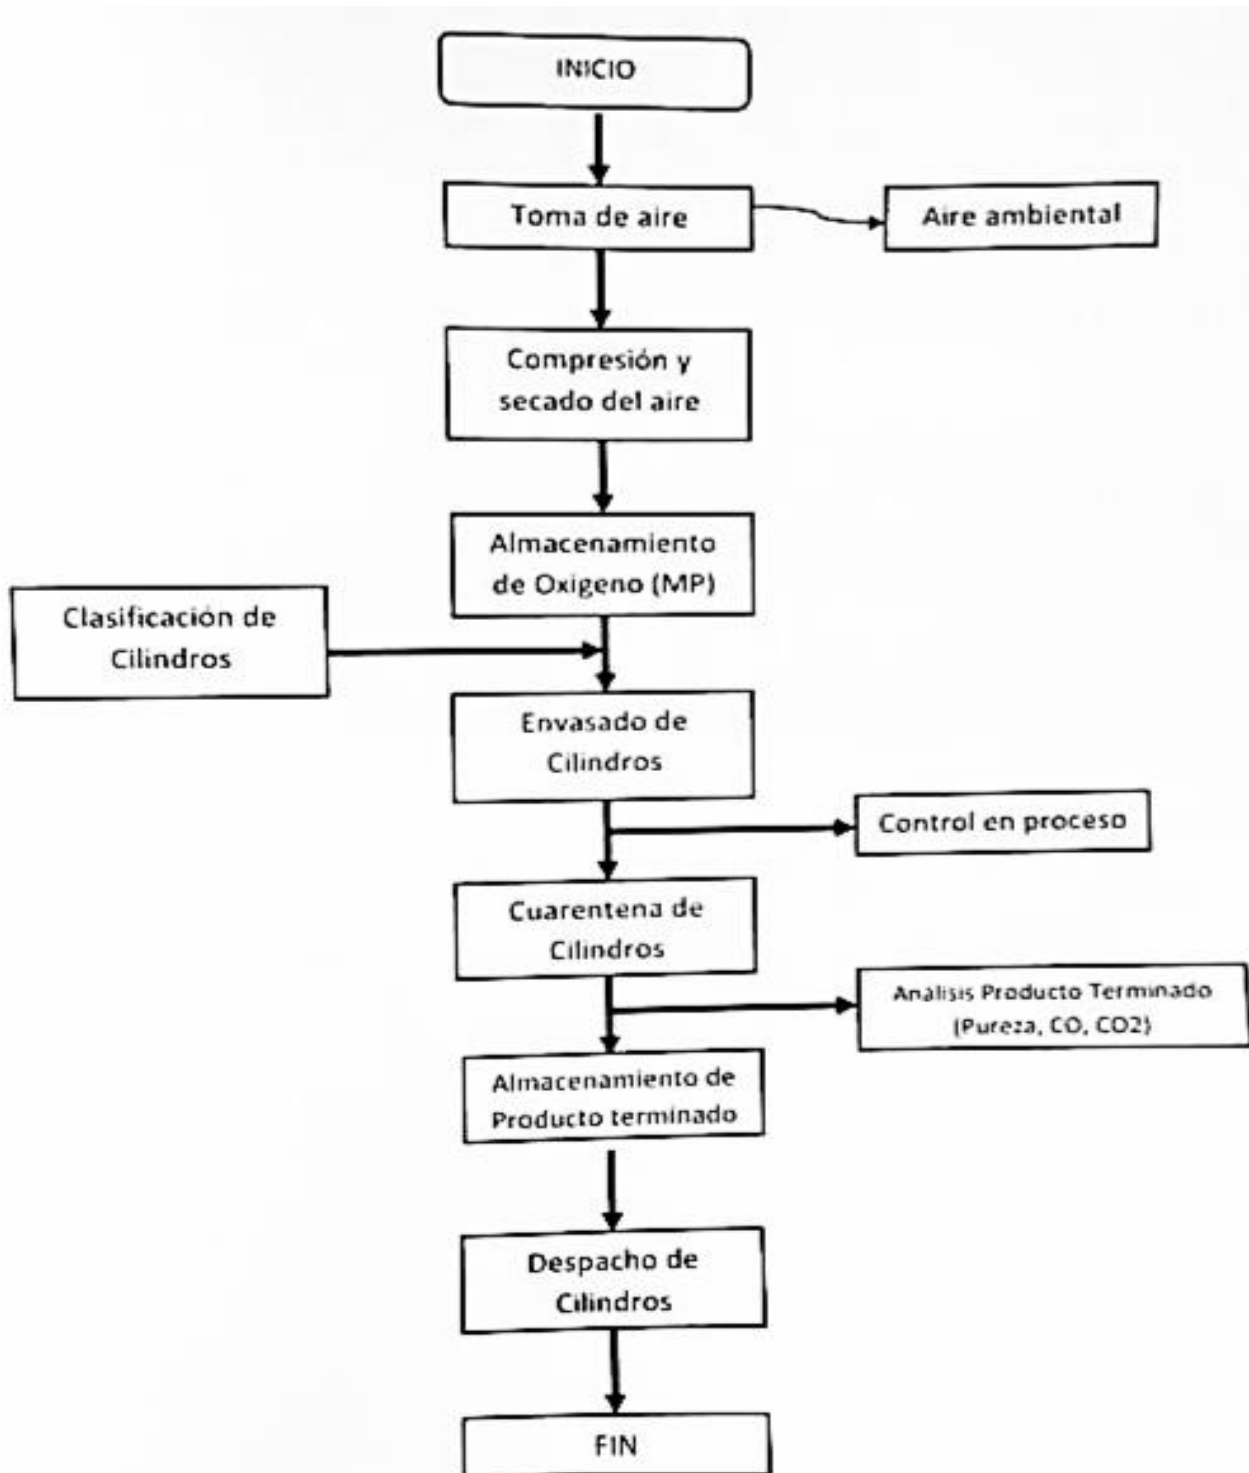 INICIO
Toma de aire
Aire ambiental
Compresión y
secado del aire
Almacenamiento
de Oxigeno (MP)
Clasificación de
Cilindros
Envasado de
Cilindros
Control en proceso
Cuarentena de
Cilindros
Análisis Producto Terminado
(Pureza, CO, CO2)
Almacenamiento de
Producto terminado
Despacho de
Cilindros
FIN